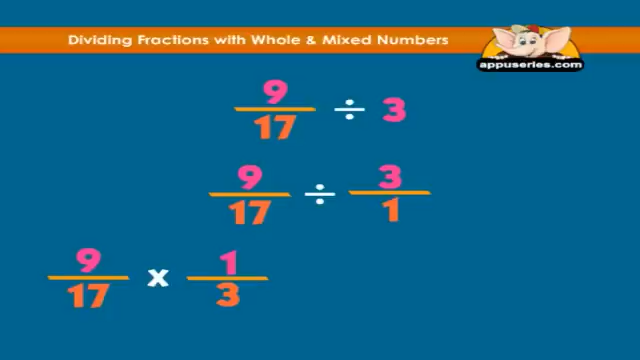 Dividing Fractions with Whole & Mixed Numbers
appuseries.com
9/17 ÷ 3
9/17 ÷ 3/1
9/17 x 1/3